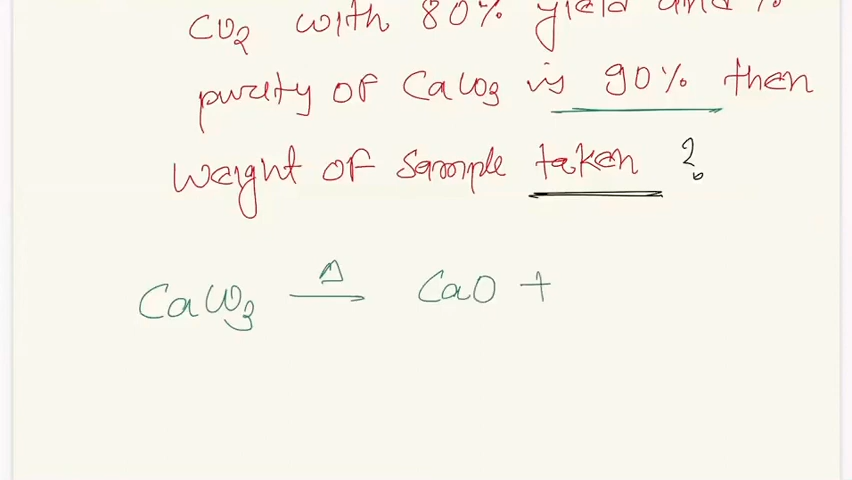 CO2 with 80% yield and %
purity of CaCO3 is 90% then
weight of sample taken ?
CaCO3 Δ CaO +